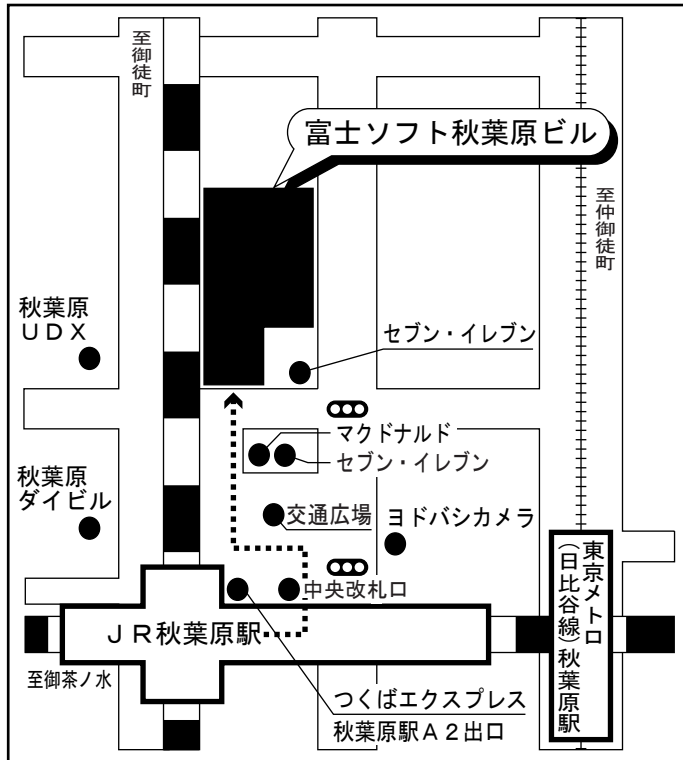 至御徒町
富士ソフト秋葉原ビル
至仲御徒町
秋葉原
ＵＤＸ
セブン・イレブン
マクドナルド
セブン・イレブン
秋葉原
ダイビル
交通広場
ヨドバシカメラ
中央改札口
東京メトロ
（日比谷線）秋葉原駅
ＪＲ秋葉原駅
至御茶ノ水
つくばエクスプレス
秋葉原駅Ａ２出口